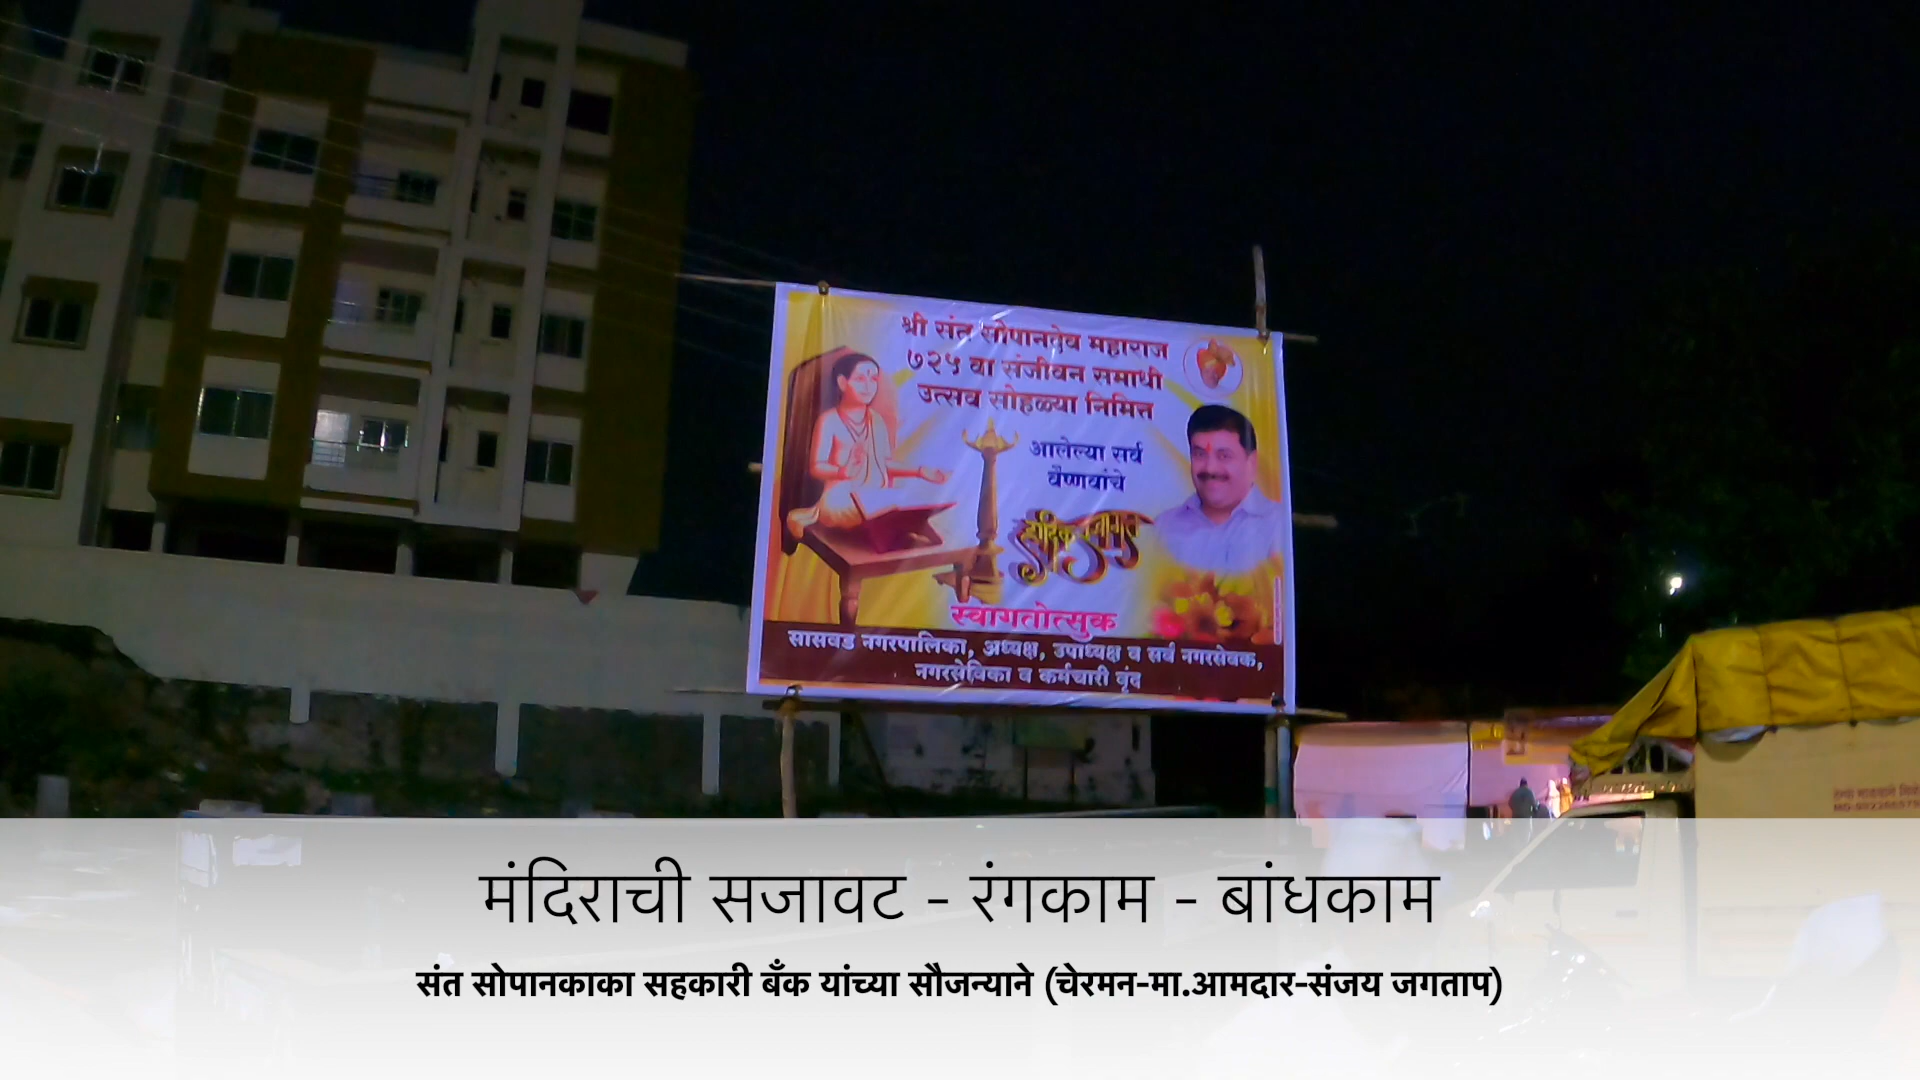 श्री संत सोपानदेव महाराज
७२५ वा संजीवन समाधी
उत्सव सोहळ्या निमित्त
आलेल्या सर्व
वैष्णवांचे
हार्दिक स्वागत
स्वागतोत्सुक
सासवड नगरपालिका, अध्यक्ष, उपाध्यक्ष व सर्व नगरसेवक,
नगरसेविका व कर्मचारी वृंद
मंदिराची सजावट - रंगकाम - बांधकाम
संत सोपानकाका सहकारी बँक यांच्या सौजन्याने (चेरमन-मा.आमदार-संजय जगताप)